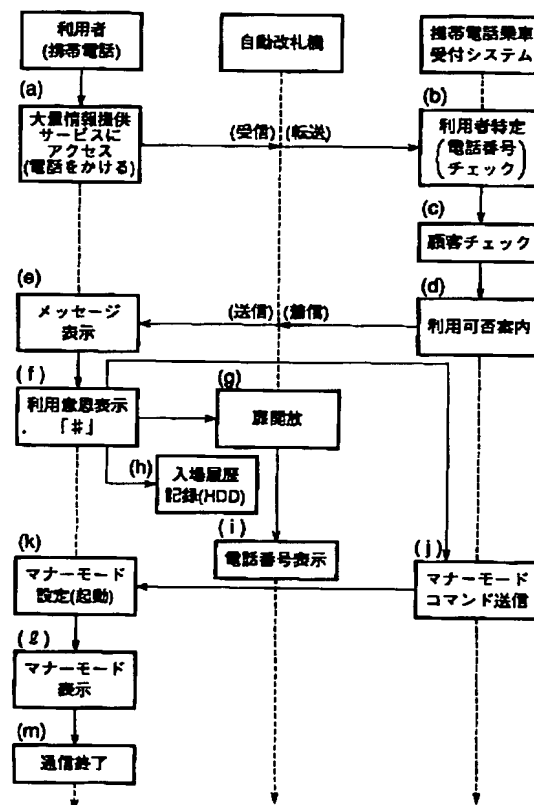 利用者
(携帯電話)
自動改札機
携帯電話乗車
受付システム
(a)
大量情報提供
サービスに
アクセス
(電話をかける)
(受信)
(転送)
(b)
利用者特定
(電話番号
チェック)
(c)
顧客チェック
(e)
メッセージ
表示
(送信)
(着信)
(d)
利用可否案内
(f)
利用意思表示
「#」
(g)
扉開放
(h)
入場履歴
記録(HDD)
(i)
電話番号表示
(k)
マナーモード
設定(起動)
(j)
マナーモード
コマンド送信
(ℓ)
マナーモード
表示
(m)
通信終了